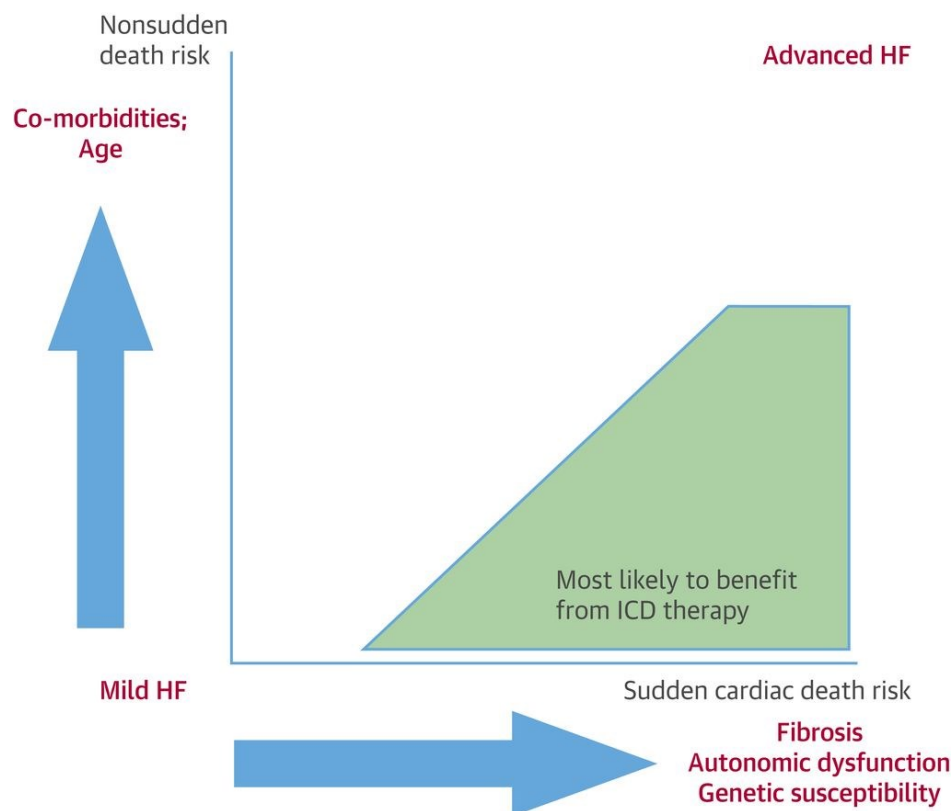 Nonsudden
death risk
Advanced HF
Co-morbidities;
Age
Most likely to benefit
from ICD therapy
Mild HF
Sudden cardiac death risk
Fibrosis
Autonomic dysfunction
Genetic susceptibility